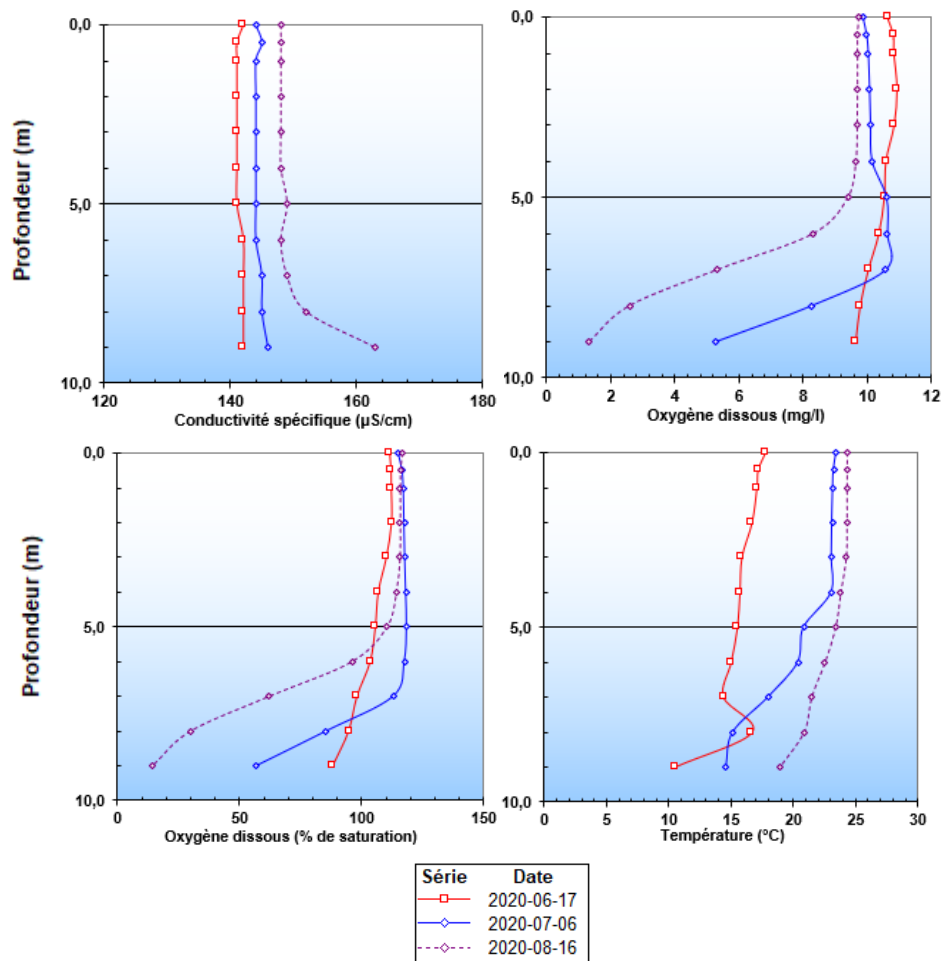 0,0
5,0
10,0
120 140 160 180
Profondeur (m)
Conductivité spécifique (µS/cm)
0,0
5,0
10,0
0 2 4 6 8 10 12
Oxygène dissous (mg/l)
0,0
5,0
10,0
0 50 100 150
Profondeur (m)
Oxygène dissous (% de saturation)
0,0
5,0
10,0
0 5 10 15 20 25 30
Température (°C)
Série Date
2020-06-17
2020-07-06
2020-08-16